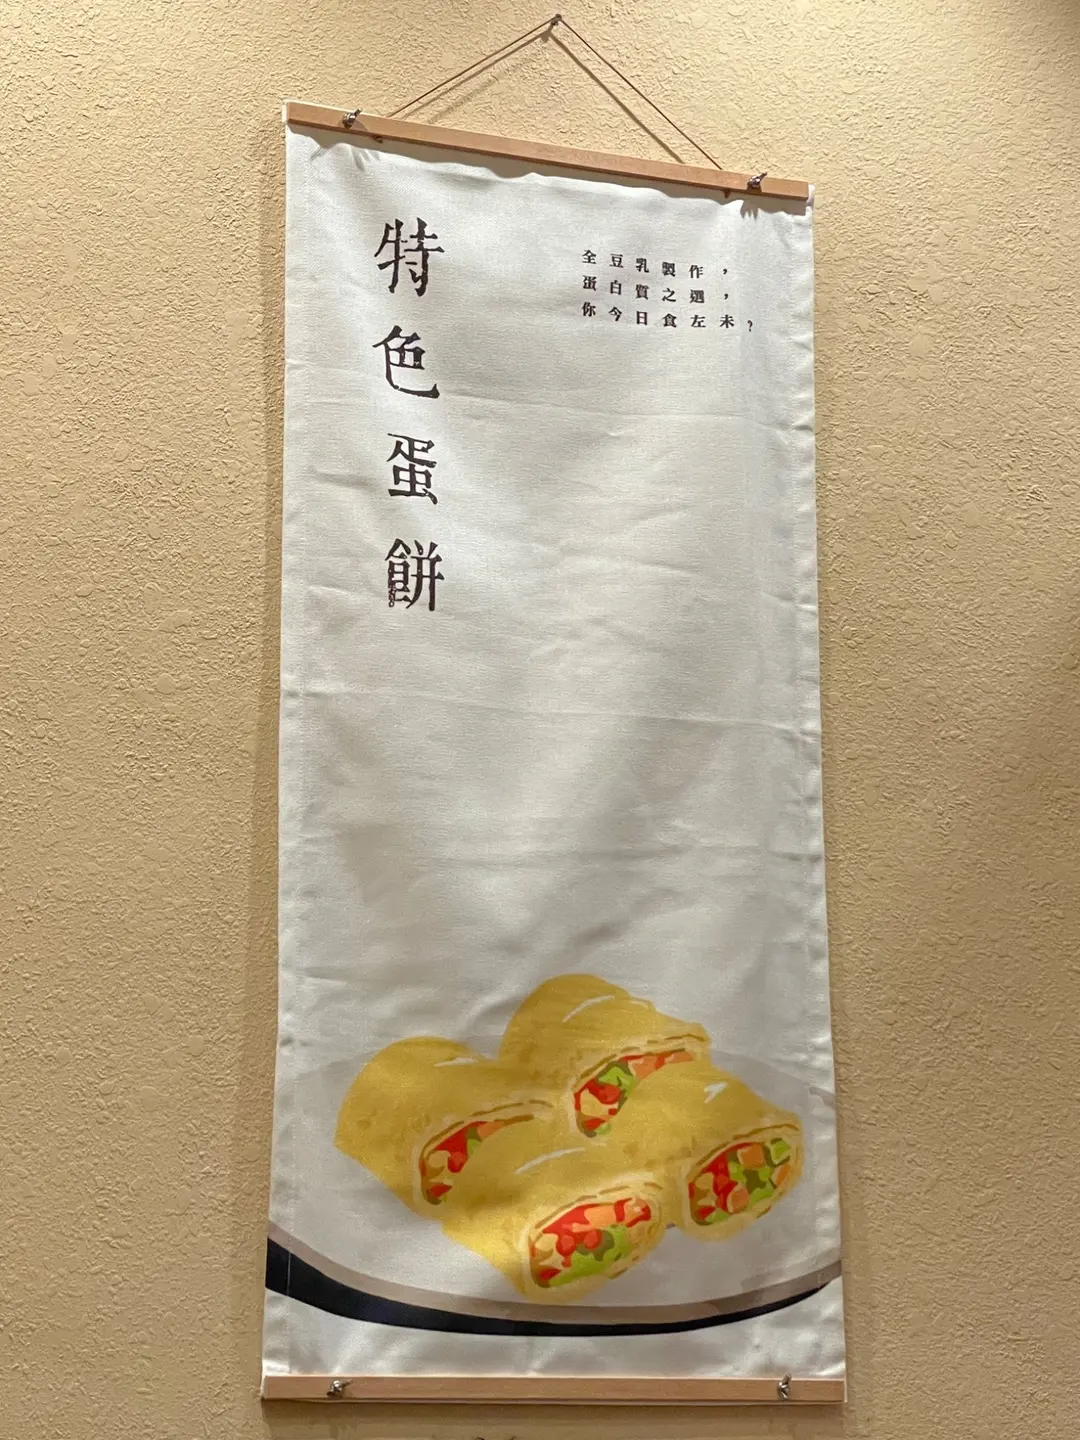 特色蛋餅
全豆乳製作，
蛋白質之選，
你今日食左未？